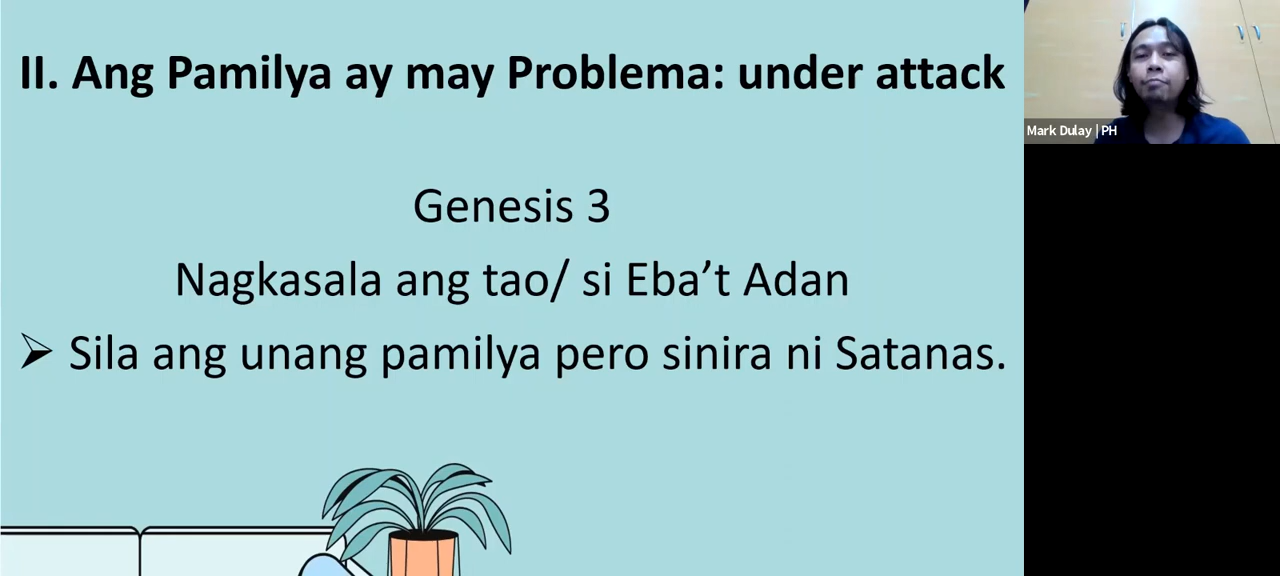 II. Ang Pamilya ay may Problema: under attack
Genesis 3
Nagkasala ang tao/ si Eba’t Adan
➢ Sila ang unang pamilya pero sinira ni Satanas.
Mark Dulay | PH